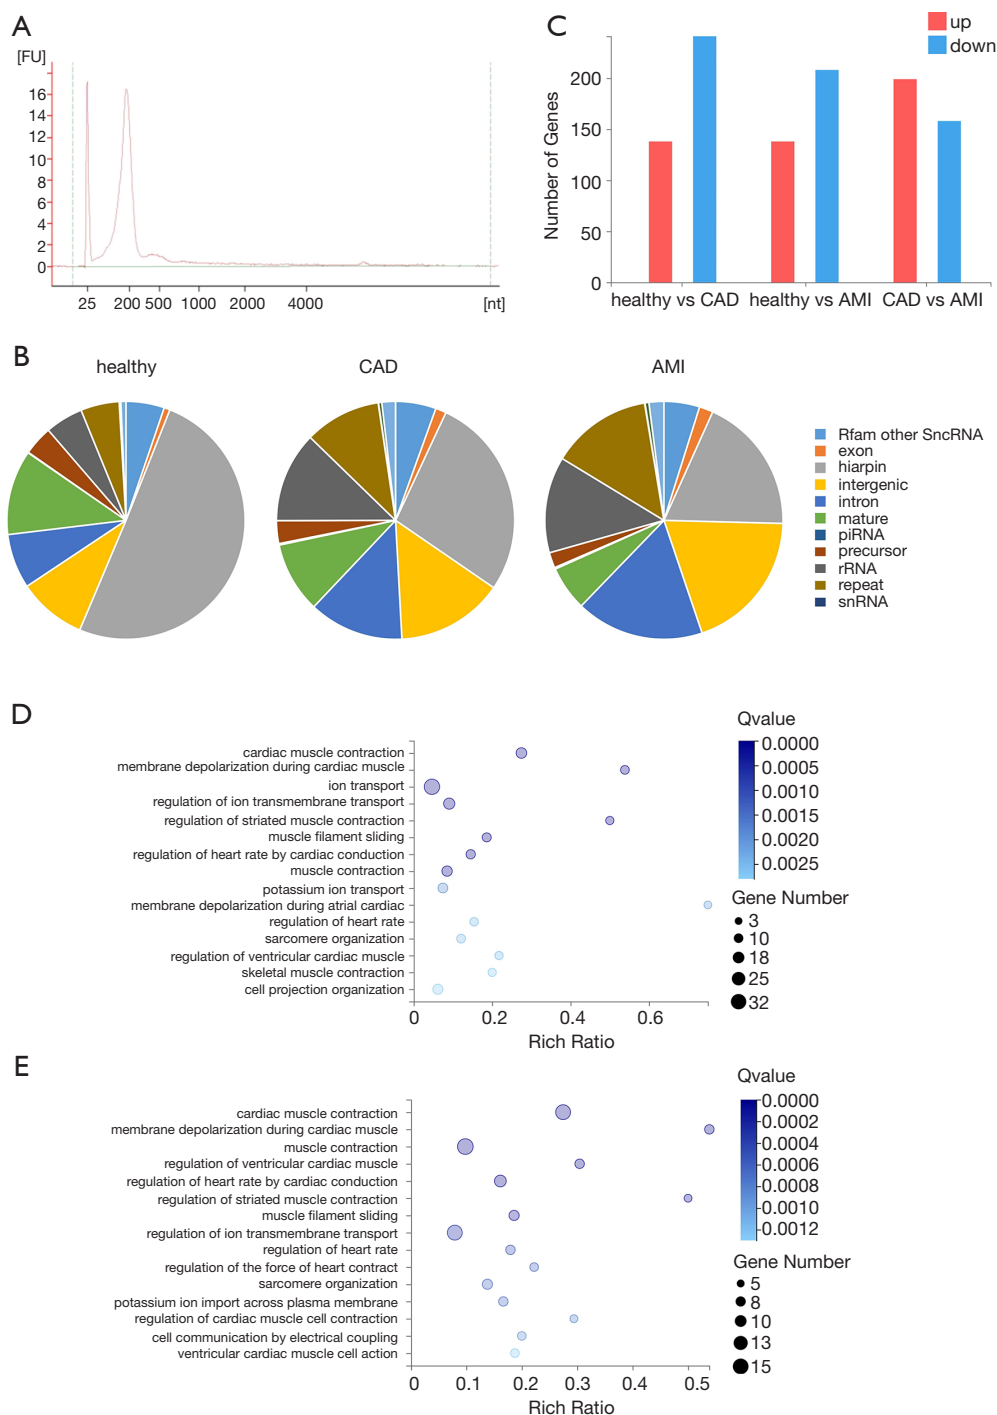 A
[FU]
16
14
12
10
8
6
4
2
0
25 200 500 1000 2000 4000 [nt]
C
up
down
Number of Genes
200
150
100
50
0
healthy vs CAD healthy vs AMI CAD vs AMI
B
healthy CAD AMI
Rfam other SncRNA
exon
hiarpin
intergenic
intron
mature
piRNA
precursor
rRNA
repeat
snRNA
D
cardiac muscle contraction
membrane depolarization during cardiac muscle
ion transport
regulation of ion transmembrane transport
regulation of striated muscle contraction
muscle filament sliding
regulation of heart rate by cardiac conduction
muscle contraction
potassium ion transport
membrane depolarization during atrial cardiac
regulation of heart rate
sarcomere organization
regulation of ventricular cardiac muscle
skeletal muscle contraction
cell projection organization
0 0.2 0.4 0.6
Rich Ratio
Qvalue
0.0000
0.0005
0.0010
0.0015
0.0020
0.0025
Gene Number
3
10
18
25
32
E
cardiac muscle contraction
membrane depolarization during cardiac muscle
muscle contraction
regulation of ventricular cardiac muscle
regulation of heart rate by cardiac conduction
regulation of striated muscle contraction
muscle filament sliding
regulation of ion transmembrane transport
regulation of heart rate
regulation of the force of heart contract
sarcomere organization
potassium ion import across plasma membrane
regulation of cardiac muscle cell contraction
cell communication by electrical coupling
ventricular cardiac muscle cell action
0 0.1 0.2 0.3 0.4 0.5
Rich Ratio
Qvalue
0.0000
0.0002
0.0004
0.0006
0.0008
0.0010
0.0012
Gene Number
5
8
10
13
15